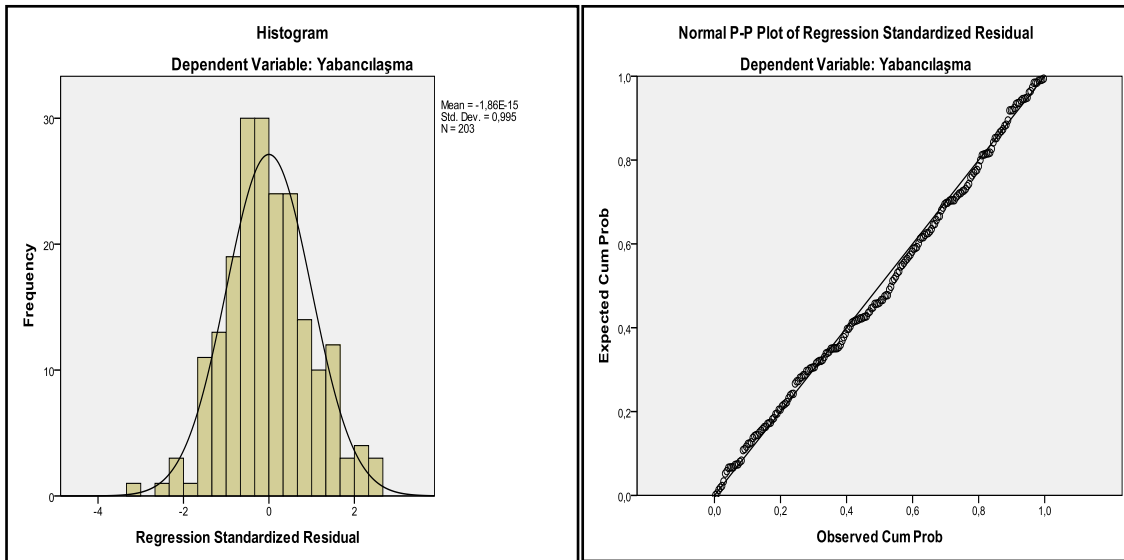 Histogram
Dependent Variable: Yabancılaşma
Mean = -1,86E-15
Std. Dev. = 0,995
N = 203
Frequency
30
20
10
0
-4
-2
0
2
Regression Standardized Residual
Normal P-P Plot of Regression Standardized Residual
Dependent Variable: Yabancılaşma
Expected Cum Prob
1,0
0,8
0,6
0,4
0,2
0,0
0,0
0,2
0,4
0,6
0,8
1,0
Observed Cum Prob